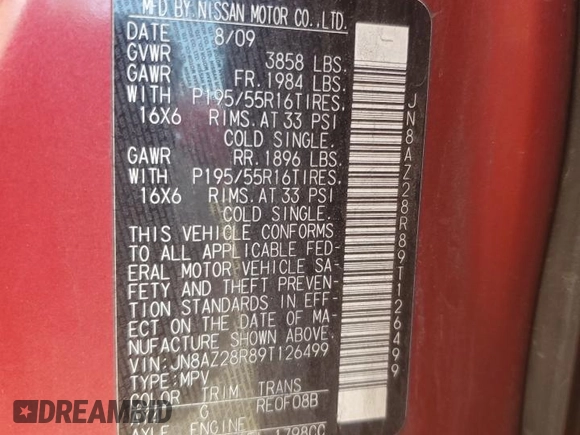 MFD BY NISSAN MOTOR CO.,LTD.
DATE 8/09
GVWR 3858 LBS.
GAWR FR. 1984 LBS.
WITH P195/55R16TIRES,
16X6 RIMS. AT 33 PSI
COLD SINGLE.
GAWR RR. 1896 LBS.
WITH P195/55R16TIRES,
16X6 RIMS. AT 33 PSI
COLD SINGLE.
THIS VEHICLE CONFORMS
TO ALL APPLICABLE FED-
ERAL MOTOR VEHICLE SA-
FETY AND THEFT PREVEN-
TION STANDARDS IN EFF-
ECT ON THE DATE OF MA-
NUFACTURE SHOWN ABOVE.
VIN:JN8AZ28R89T126499
TYPE:MPV
COLOR TRIM TRANS
G RE0F08B
AXLE ENGINE
1798CC
JN8AZ28R89T126499
DREAMBID